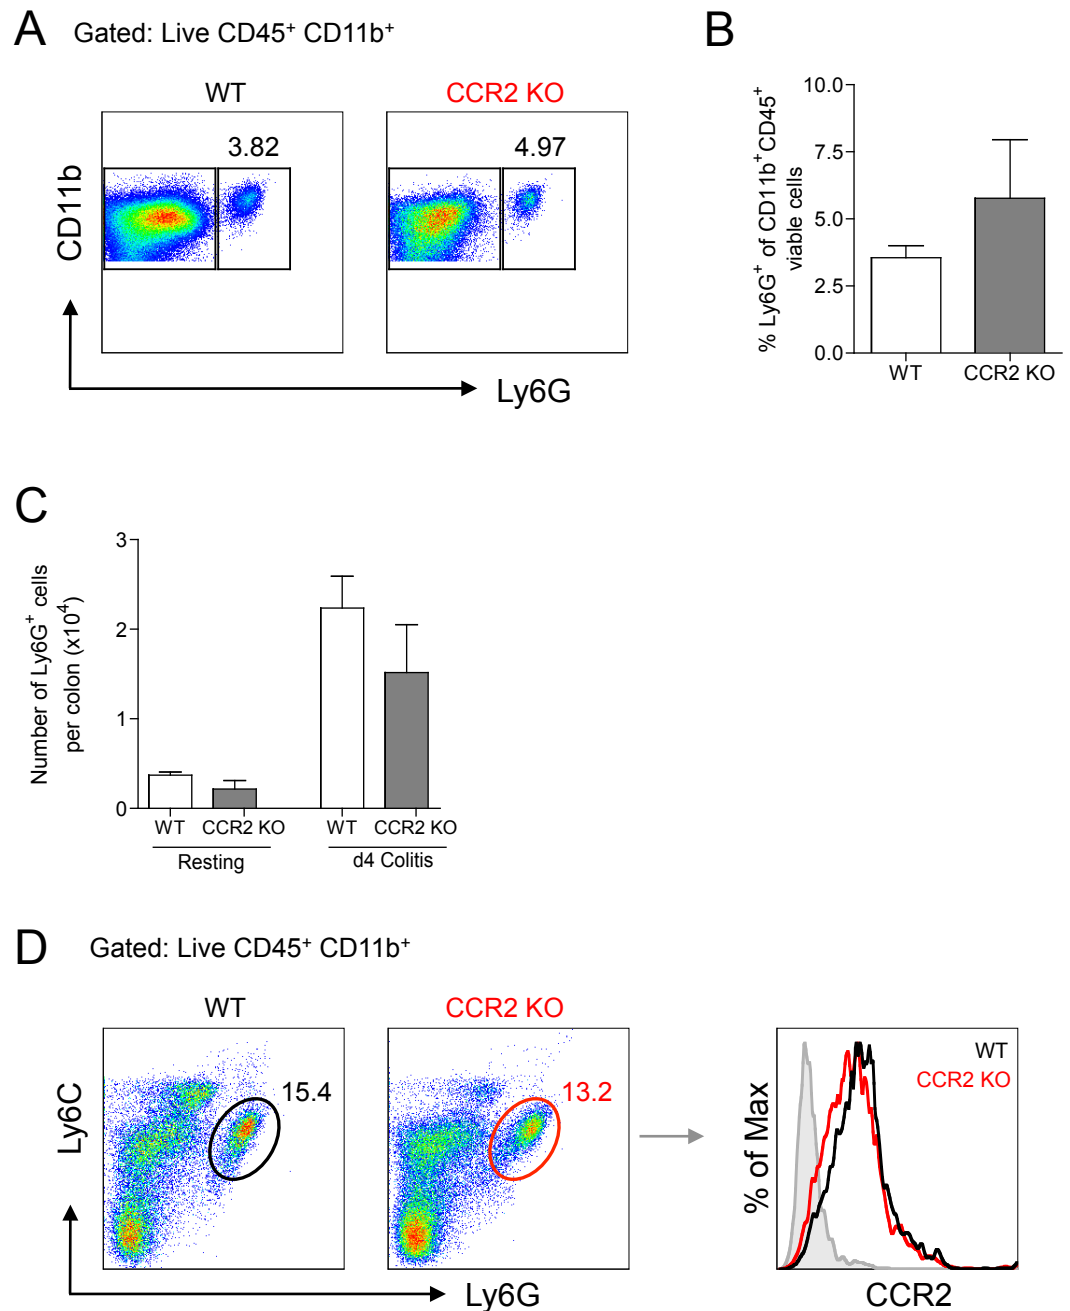 A Gated: Live CD45⁺ CD11b⁺
WT
CCR2 KO
3.82
4.97
CD11b
Ly6G
B
% Ly6G⁺ of CD11b⁺CD45⁺
viable cells
10.0
7.5
5.0
2.5
0.0
WT CCR2 KO
C
Number of Ly6G⁺ cells
per colon (x10⁴)
3
2
1
0
WT CCR2 KO WT CCR2 KO
Resting d4 Colitis
D Gated: Live CD45⁺ CD11b⁺
WT
CCR2 KO
15.4
13.2
Ly6C
Ly6G
WT
CCR2 KO
% of Max
CCR2